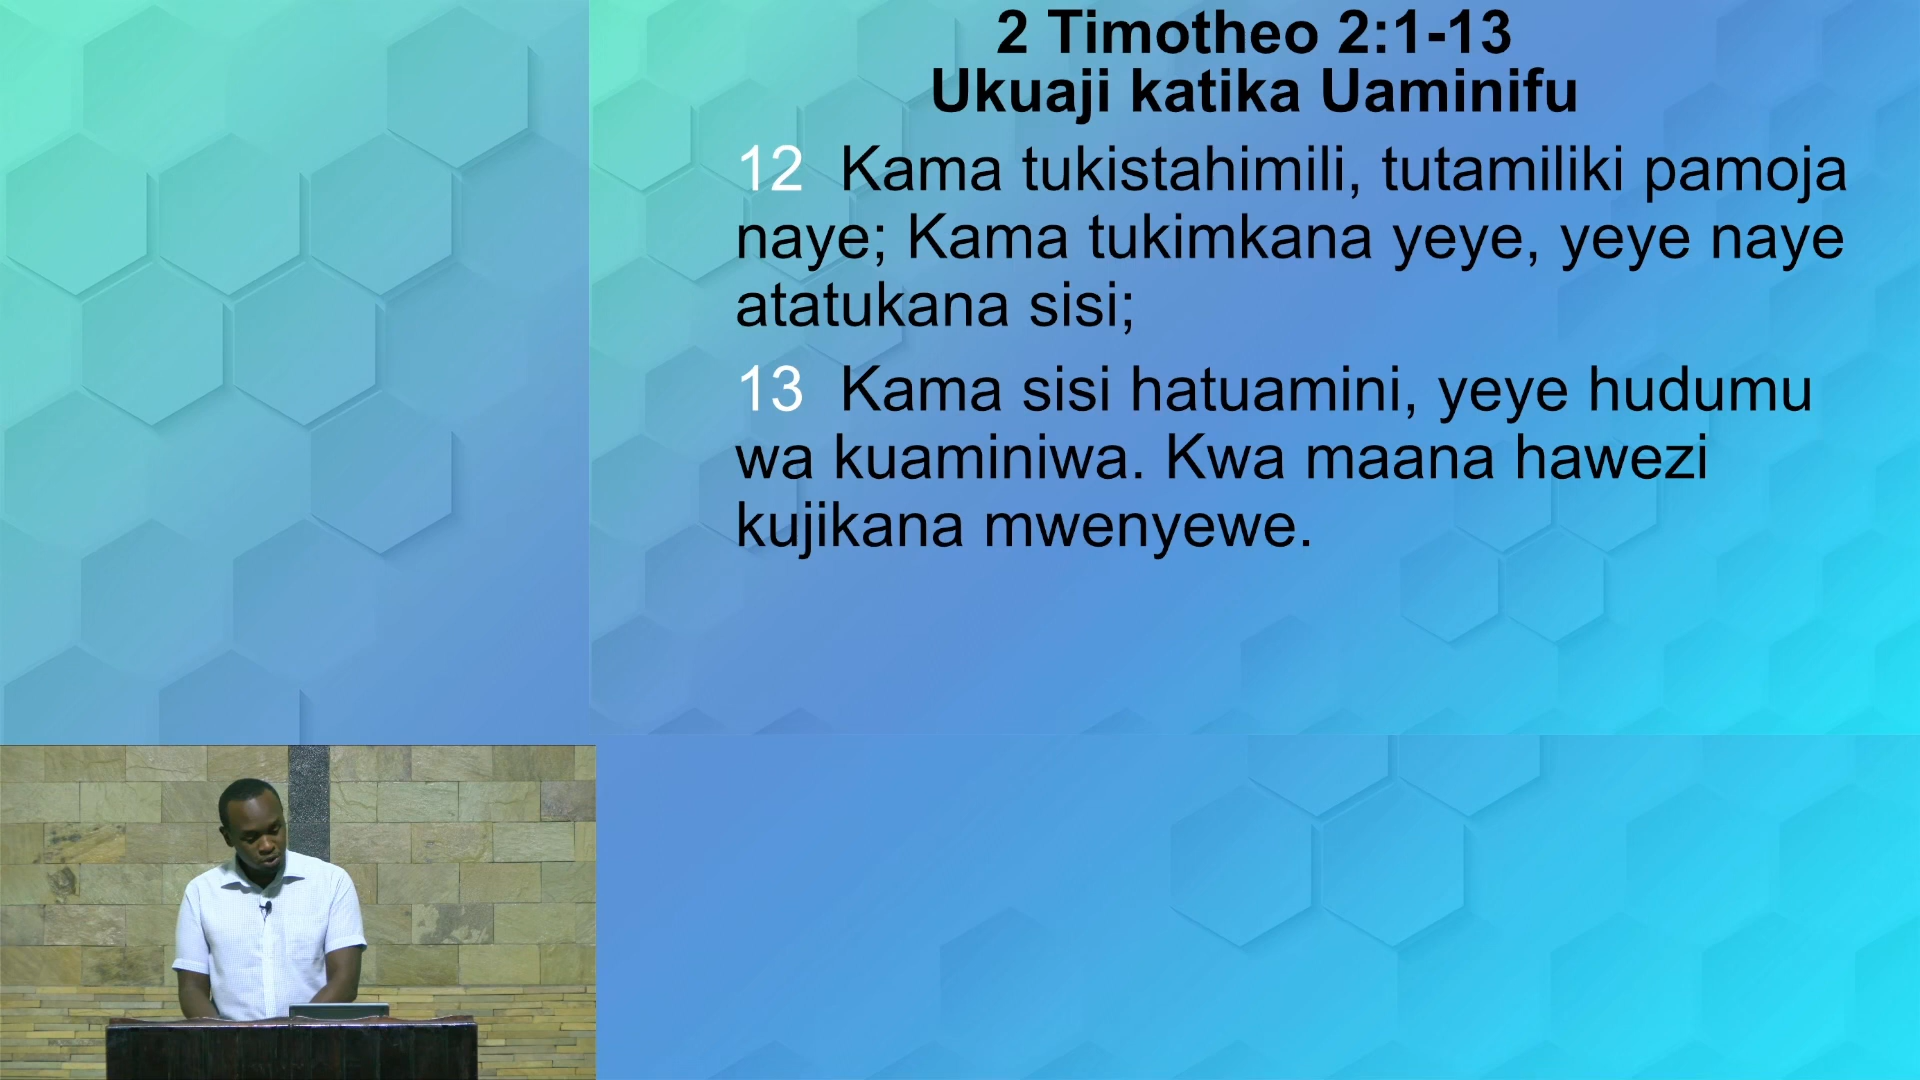 2 Timotheo 2:1-13
Ukuaji katika Uaminifu
12 Kama tukistahimili, tutamiliki pamoja
naye; Kama tukimkana yeye, yeye naye
atatukana sisi;
13 Kama sisi hatuamini, yeye hudumu
wa kuaminiwa. Kwa maana hawezi
kujikana mwenyewe.